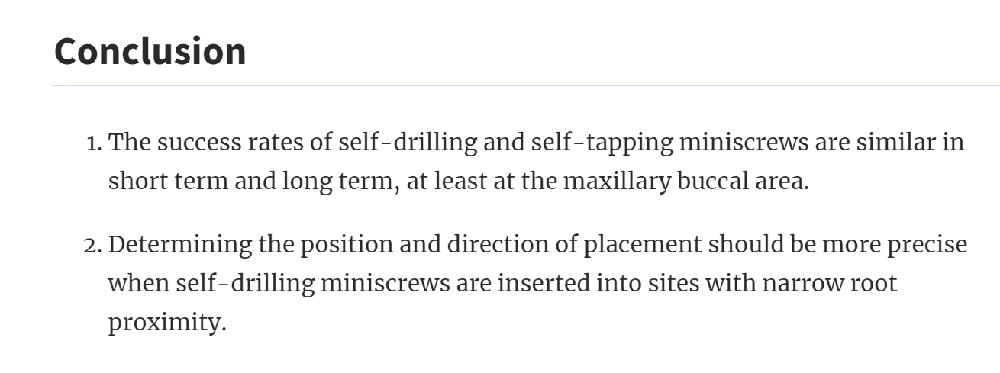 Conclusion
1. The success rates of self-drilling and self-tapping miniscrews are similar in
short term and long term, at least at the maxillary buccal area.
2. Determining the position and direction of placement should be more precise
when self-drilling miniscrews are inserted into sites with narrow root
proximity.